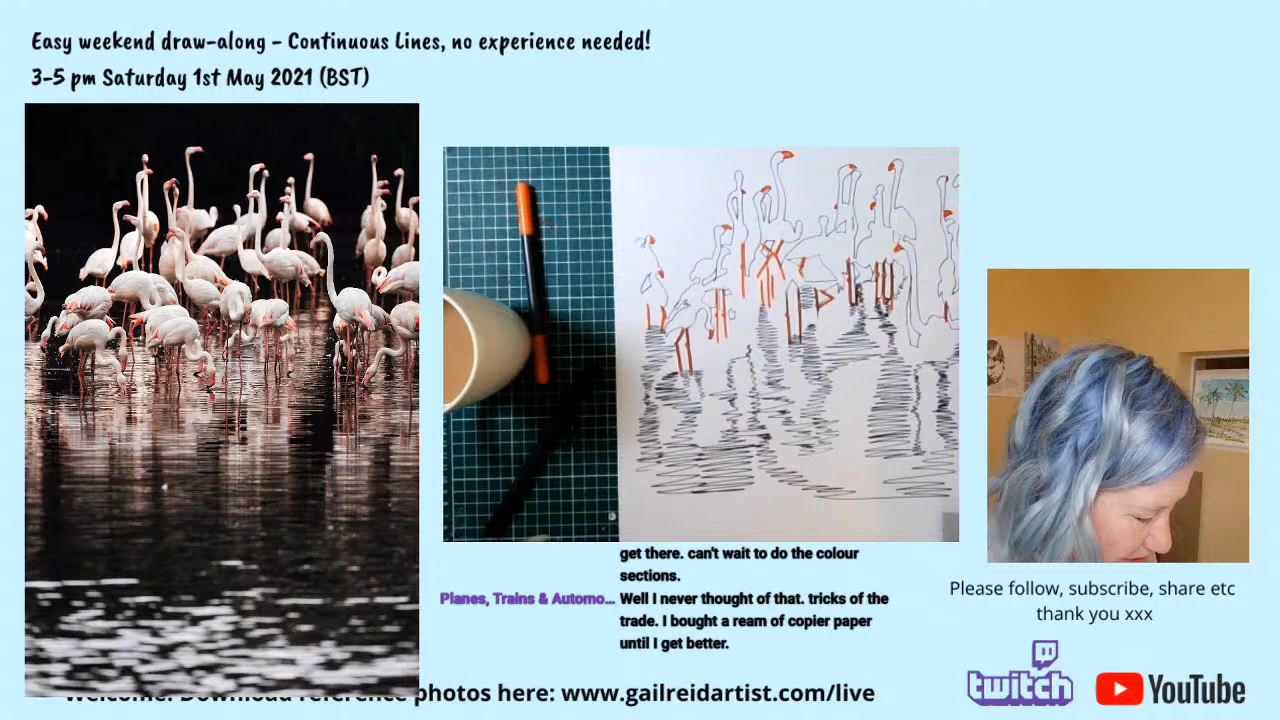 Easy weekend draw-along - Continuous Lines, no experience needed!
3-5 pm Saturday 1st May 2021 (BST)
get there. can't wait to do the colour
sections.
Planes, Trains & Automo... Well I never thought of that. tricks of the
trade. I bought a ream of copier paper
until I get better.
Please follow, subscribe, share etc
thank you xxx
Welcome! Download reference photos here: www.gailreidartist.com/live
twitch
YouTube